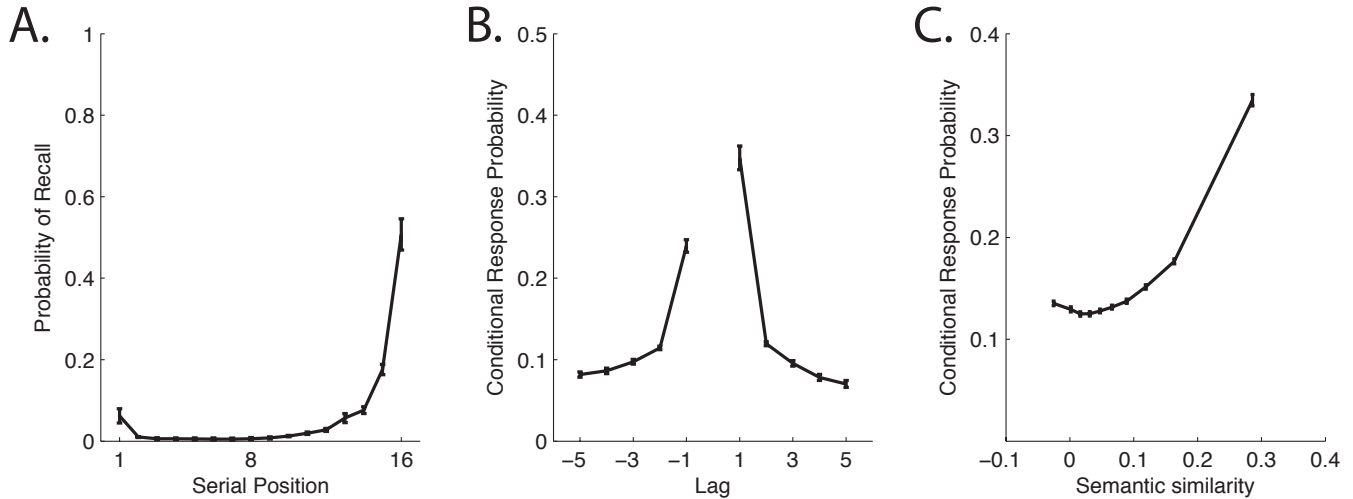 A.
Probability of Recall
1
0.8
0.6
0.4
0.2
0
1 8 16
Serial Position
B.
Conditional Response Probability
0.5
0.4
0.3
0.2
0.1
0
−5 −3 −1 1 3 5
Lag
C.
Conditional Response Probability
0.4
0.3
0.2
0.1
−0.1 0 0.1 0.2 0.3 0.4
Semantic similarity